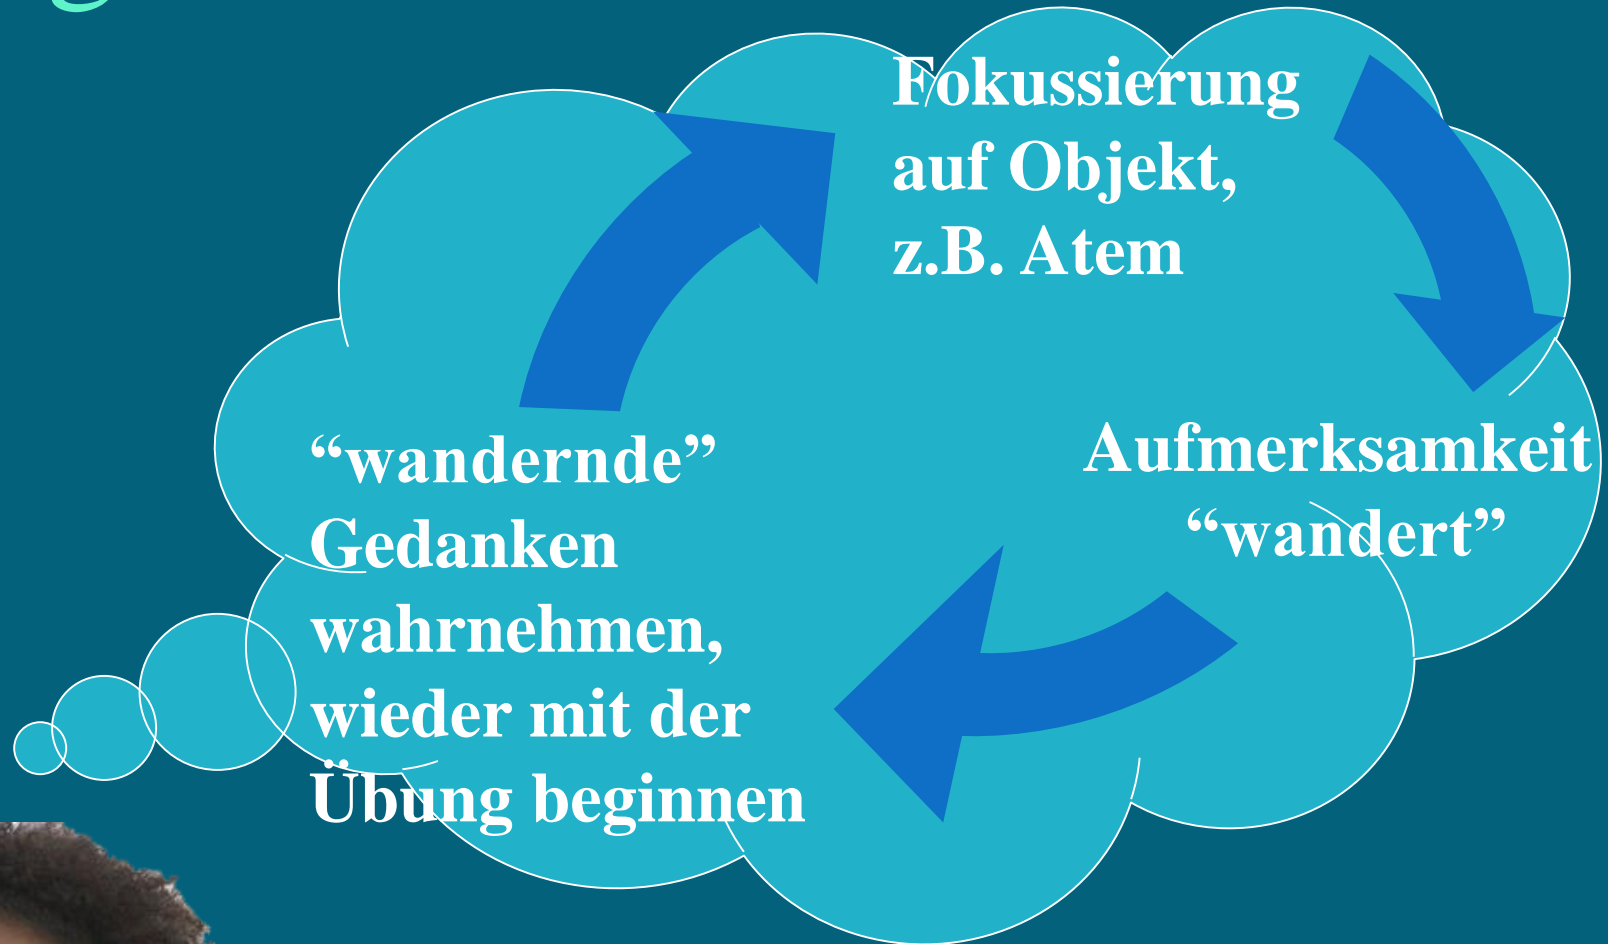 Fokussierung
auf Objekt,
z.B. Atem
Aufmerksamkeit
“wandert”
“wandernde”
Gedanken
wahrnehmen,
wieder mit der
Übung beginnen